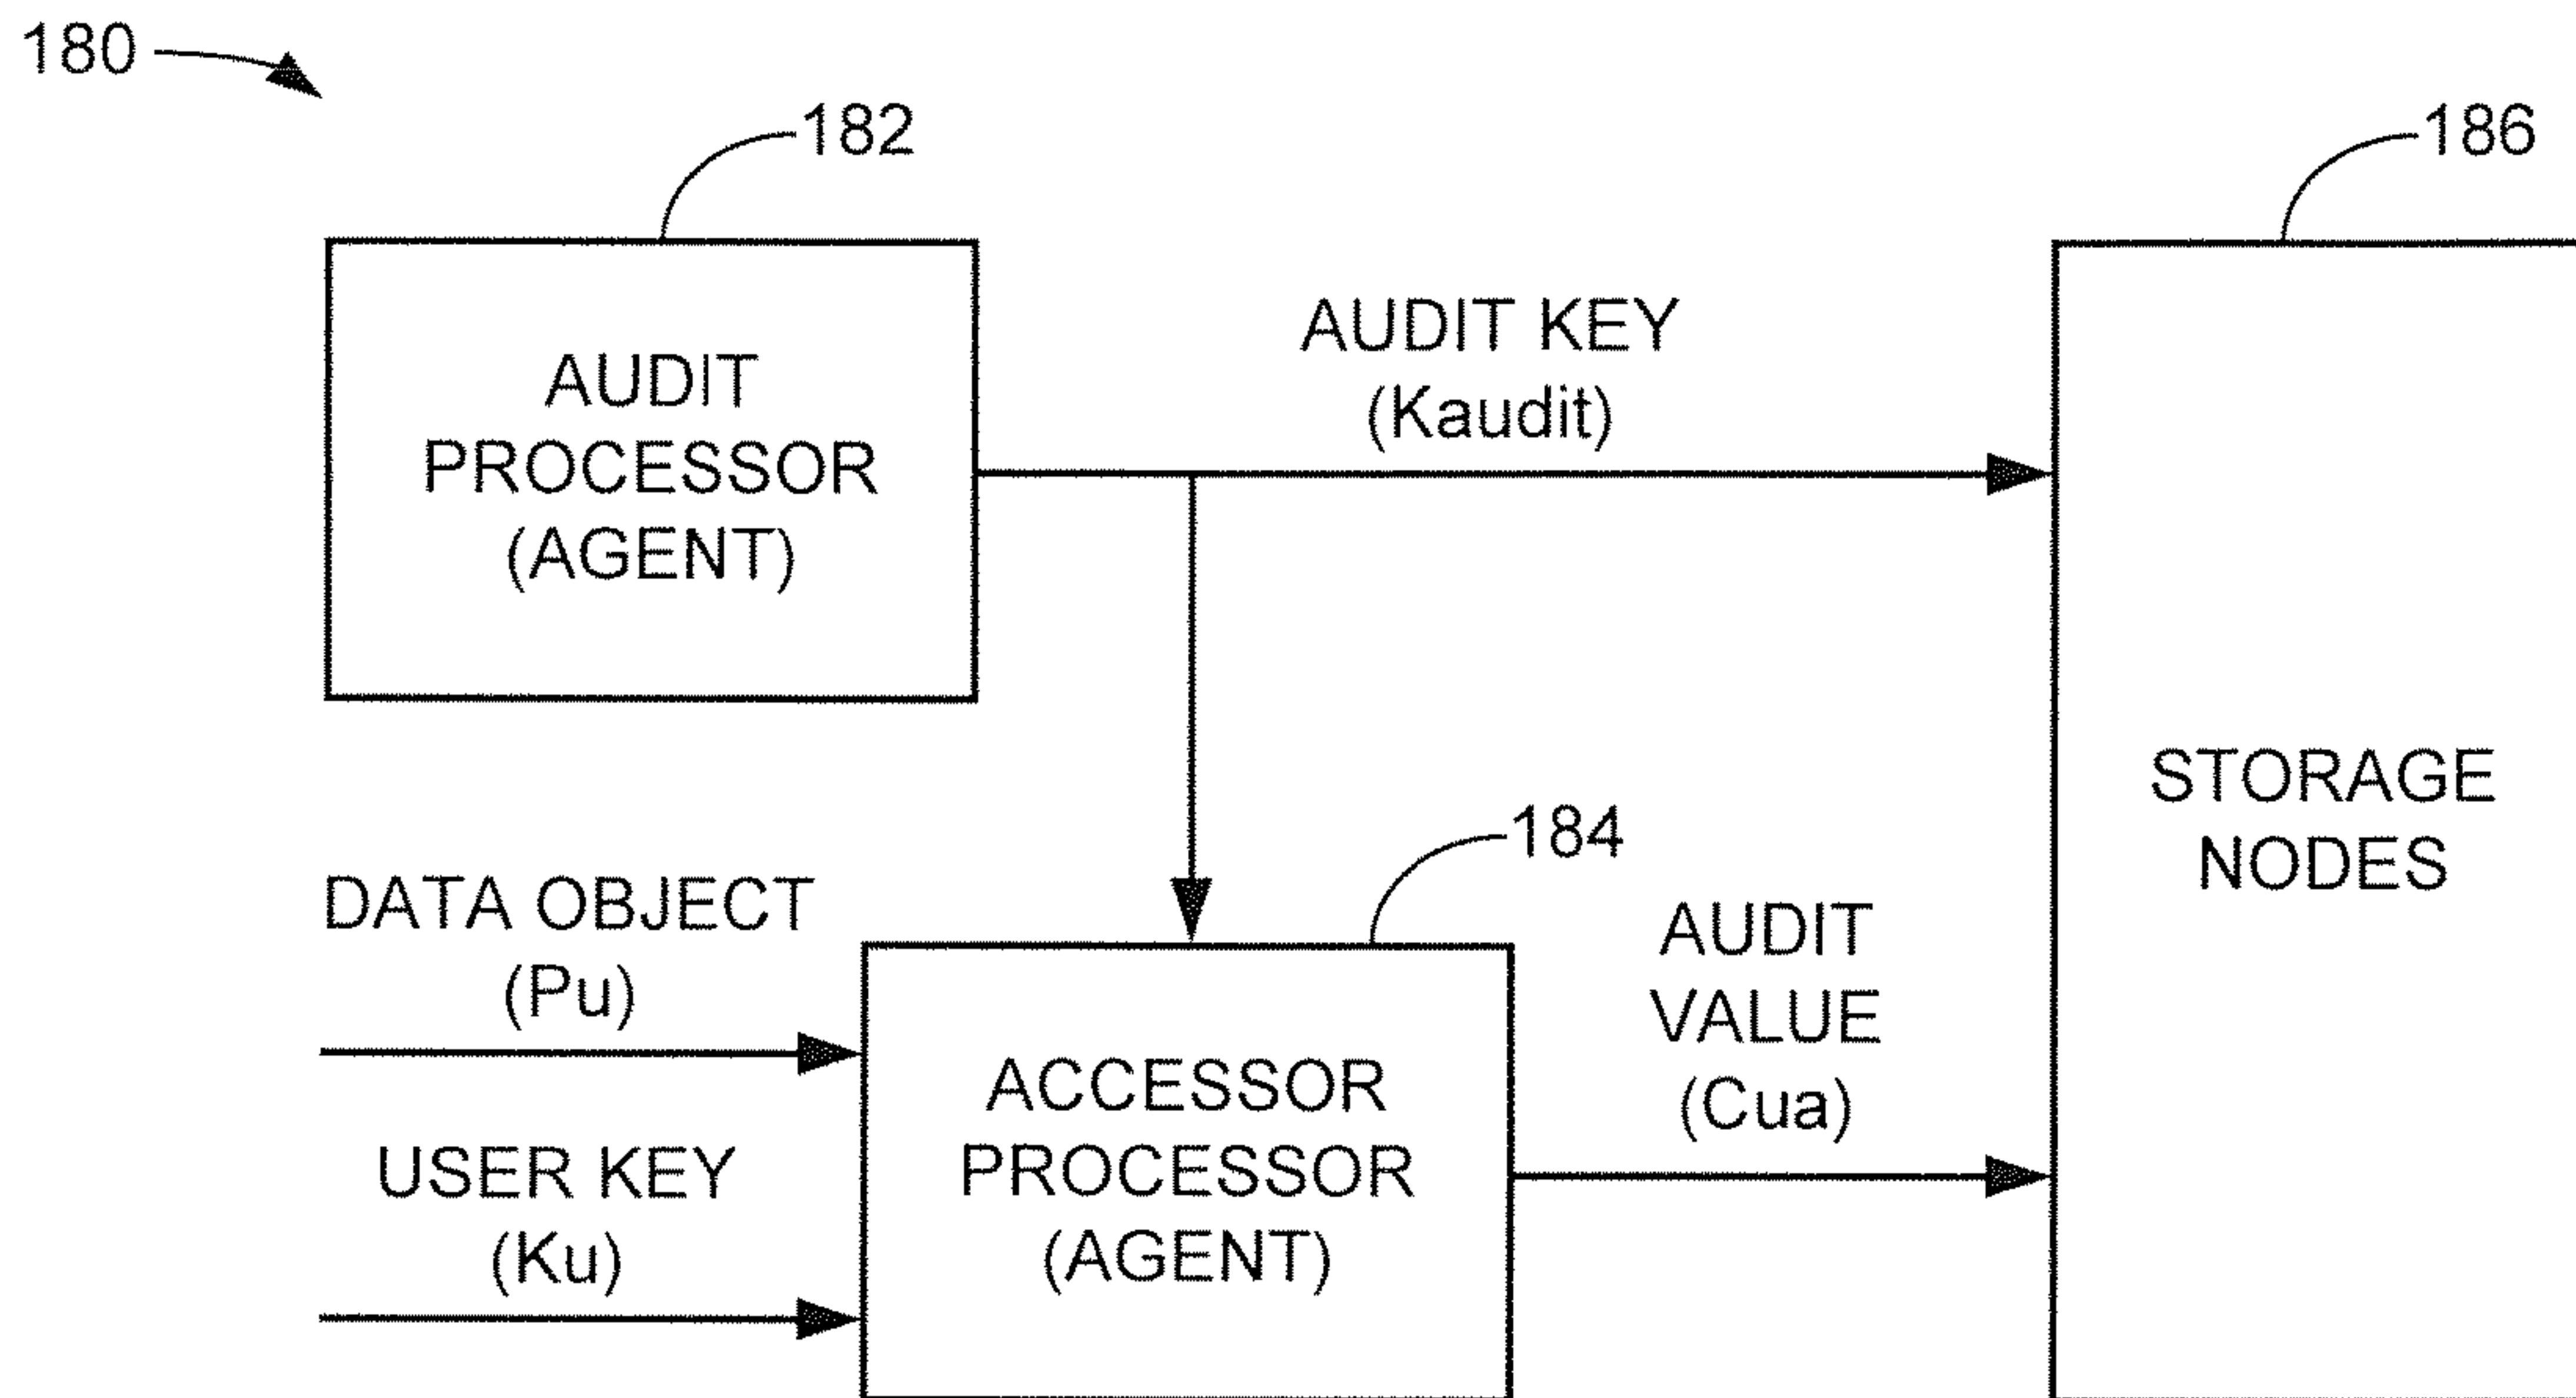 180
182
186
AUDIT
PROCESSOR
(AGENT)
AUDIT KEY
(Kaudit)
STORAGE
NODES
184
DATA OBJECT
(Pu)
USER KEY
(Ku)
ACCESSOR
PROCESSOR
(AGENT)
AUDIT
VALUE
(Cua)